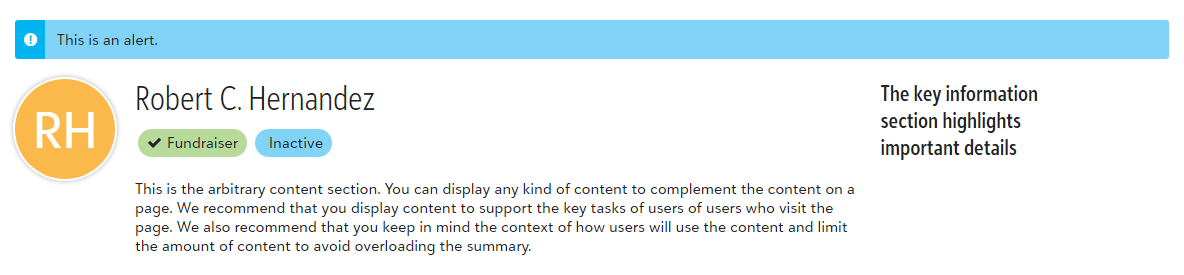 This is an alert.
RH
Robert C. Hernandez
Fundraiser Inactive
This is the arbitrary content section. You can display any kind of content to complement the content on a
page. We recommend that you display content to support the key tasks of users of users who visit the
page. We also recommend that you keep in mind the context of how users will use the content and limit
the amount of content to avoid overloading the summary.
The key information
section highlights
important details